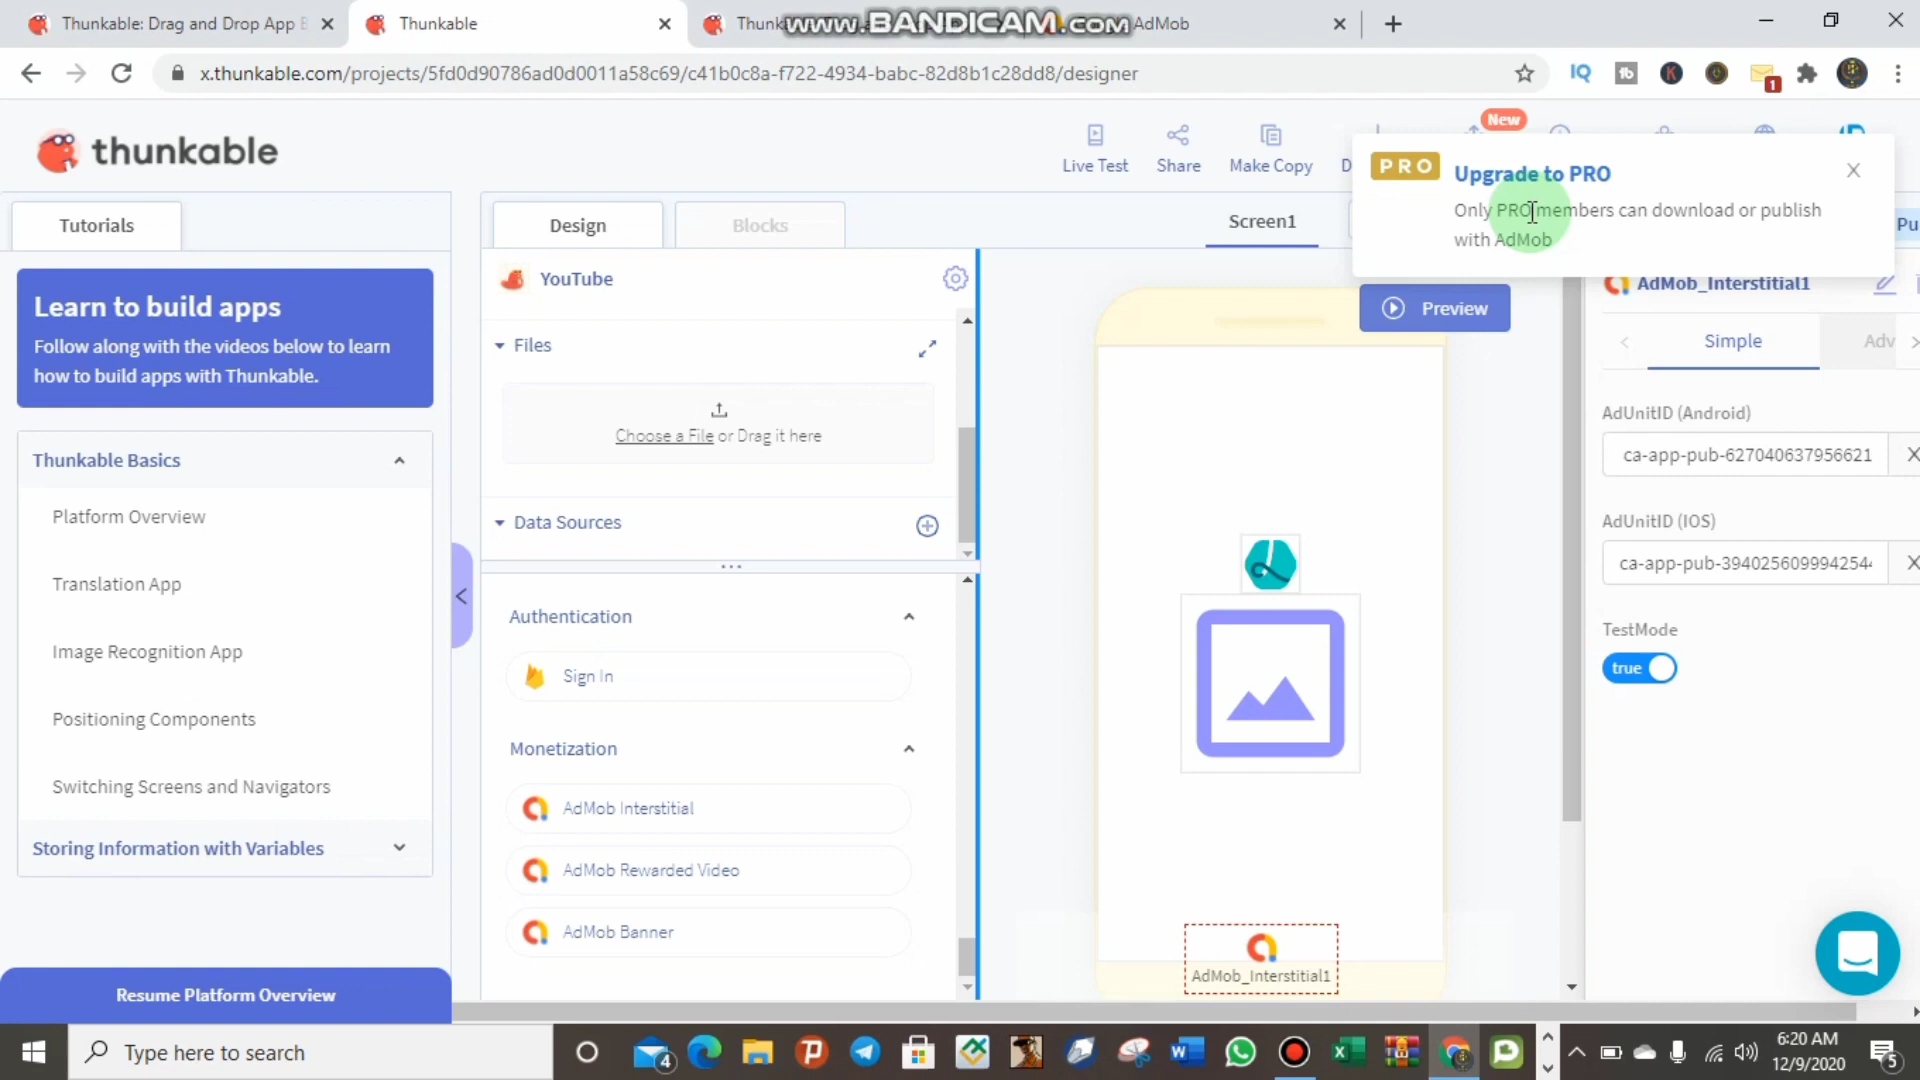 Thunkable: Drag and Drop App B
Thunkable
Thunk
www.BANDICAM.com
AdMob
x.thunkable.com/projects/5fd0d90786ad0d0011a58c69/c41b0c8a-f722-4934-babc-82d8b1c28dd8/designer
IQ
tb
K
1
thunkable
Live Test
Share
Make Copy
D
New
PRO
Upgrade to PRO
Only PRO members can download or publish
with AdMob
Tutorials
Design
Blocks
Screen1
Pu
Learn to build apps
Follow along with the videos below to learn
how to build apps with Thunkable.
YouTube
Files
Choose a File or Drag it here
Data Sources
Preview
AdMob_Interstitial1
Simple
Adv
AdUnitID (Android)
ca-app-pub-627040637956621
AdUnitID (IOS)
ca-app-pub-394025609994254
TestMode
true
Thunkable Basics
Platform Overview
Translation App
Image Recognition App
Positioning Components
Switching Screens and Navigators
Storing Information with Variables
Resume Platform Overview
Authentication
Sign In
Monetization
AdMob Interstitial
AdMob Rewarded Video
AdMob Banner
AdMob_Interstitial1
Type here to search
4
6:20 AM
12/9/2020
5